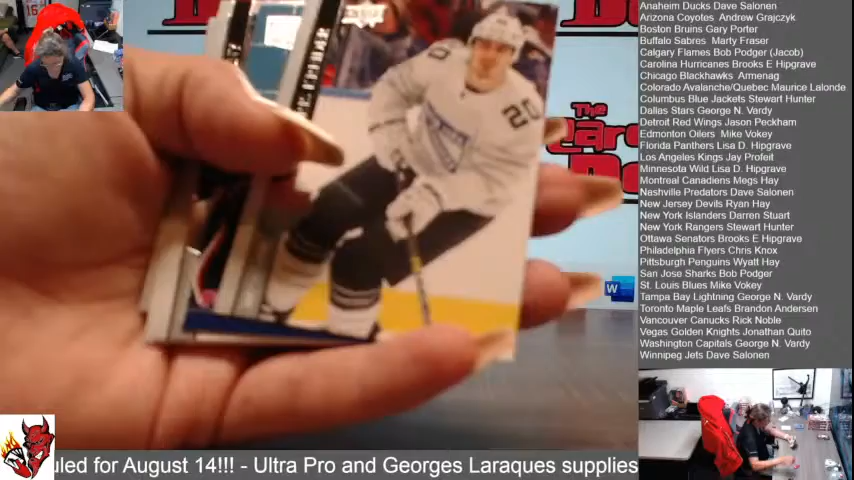 Anaheim Ducks Dave Salonen
Arizona Coyotes Andrew Grajczyk
Boston Bruins Gary Porter
Buffalo Sabres Marty Fraser
Calgary Flames Bob Podger (Jacob)
Carolina Hurricanes Brooks E Hipgrave
Chicago Blackhawks Armenag
Colorado Avalanche/Quebec Maurice Lalonde
Columbus Blue Jackets Stewart Hunter
Dallas Stars George N. Vardy
Detroit Red Wings Jason Peckham
Edmonton Oilers Mike Vokey
Florida Panthers Lisa D. Hipgrave
Los Angeles Kings Jay Profeit
Minnesota Wild Lisa D. Hipgrave
Montreal Canadiens Megs Hay
Nashville Predators Dave Salonen
New Jersey Devils Ryan Hay
New York Islanders Darren Stuart
New York Rangers Stewart Hunter
Ottawa Senators Brooks E Hipgrave
Philadelphia Flyers Chris Knox
Pittsburgh Penguins Wyatt Hay
San Jose Sharks Bob Podger
St. Louis Blues Mike Vokey
Tampa Bay Lightning George N. Vardy
Toronto Maple Leafs Brandon Andersen
Vancouver Canucks Rick Noble
Vegas Golden Knights Jonathan Quito
Washington Capitals George N. Vardy
Winnipeg Jets Dave Salonen
20
20
The
W
uled for August 14!!! - Ultra Pro and Georges Laraques supplies